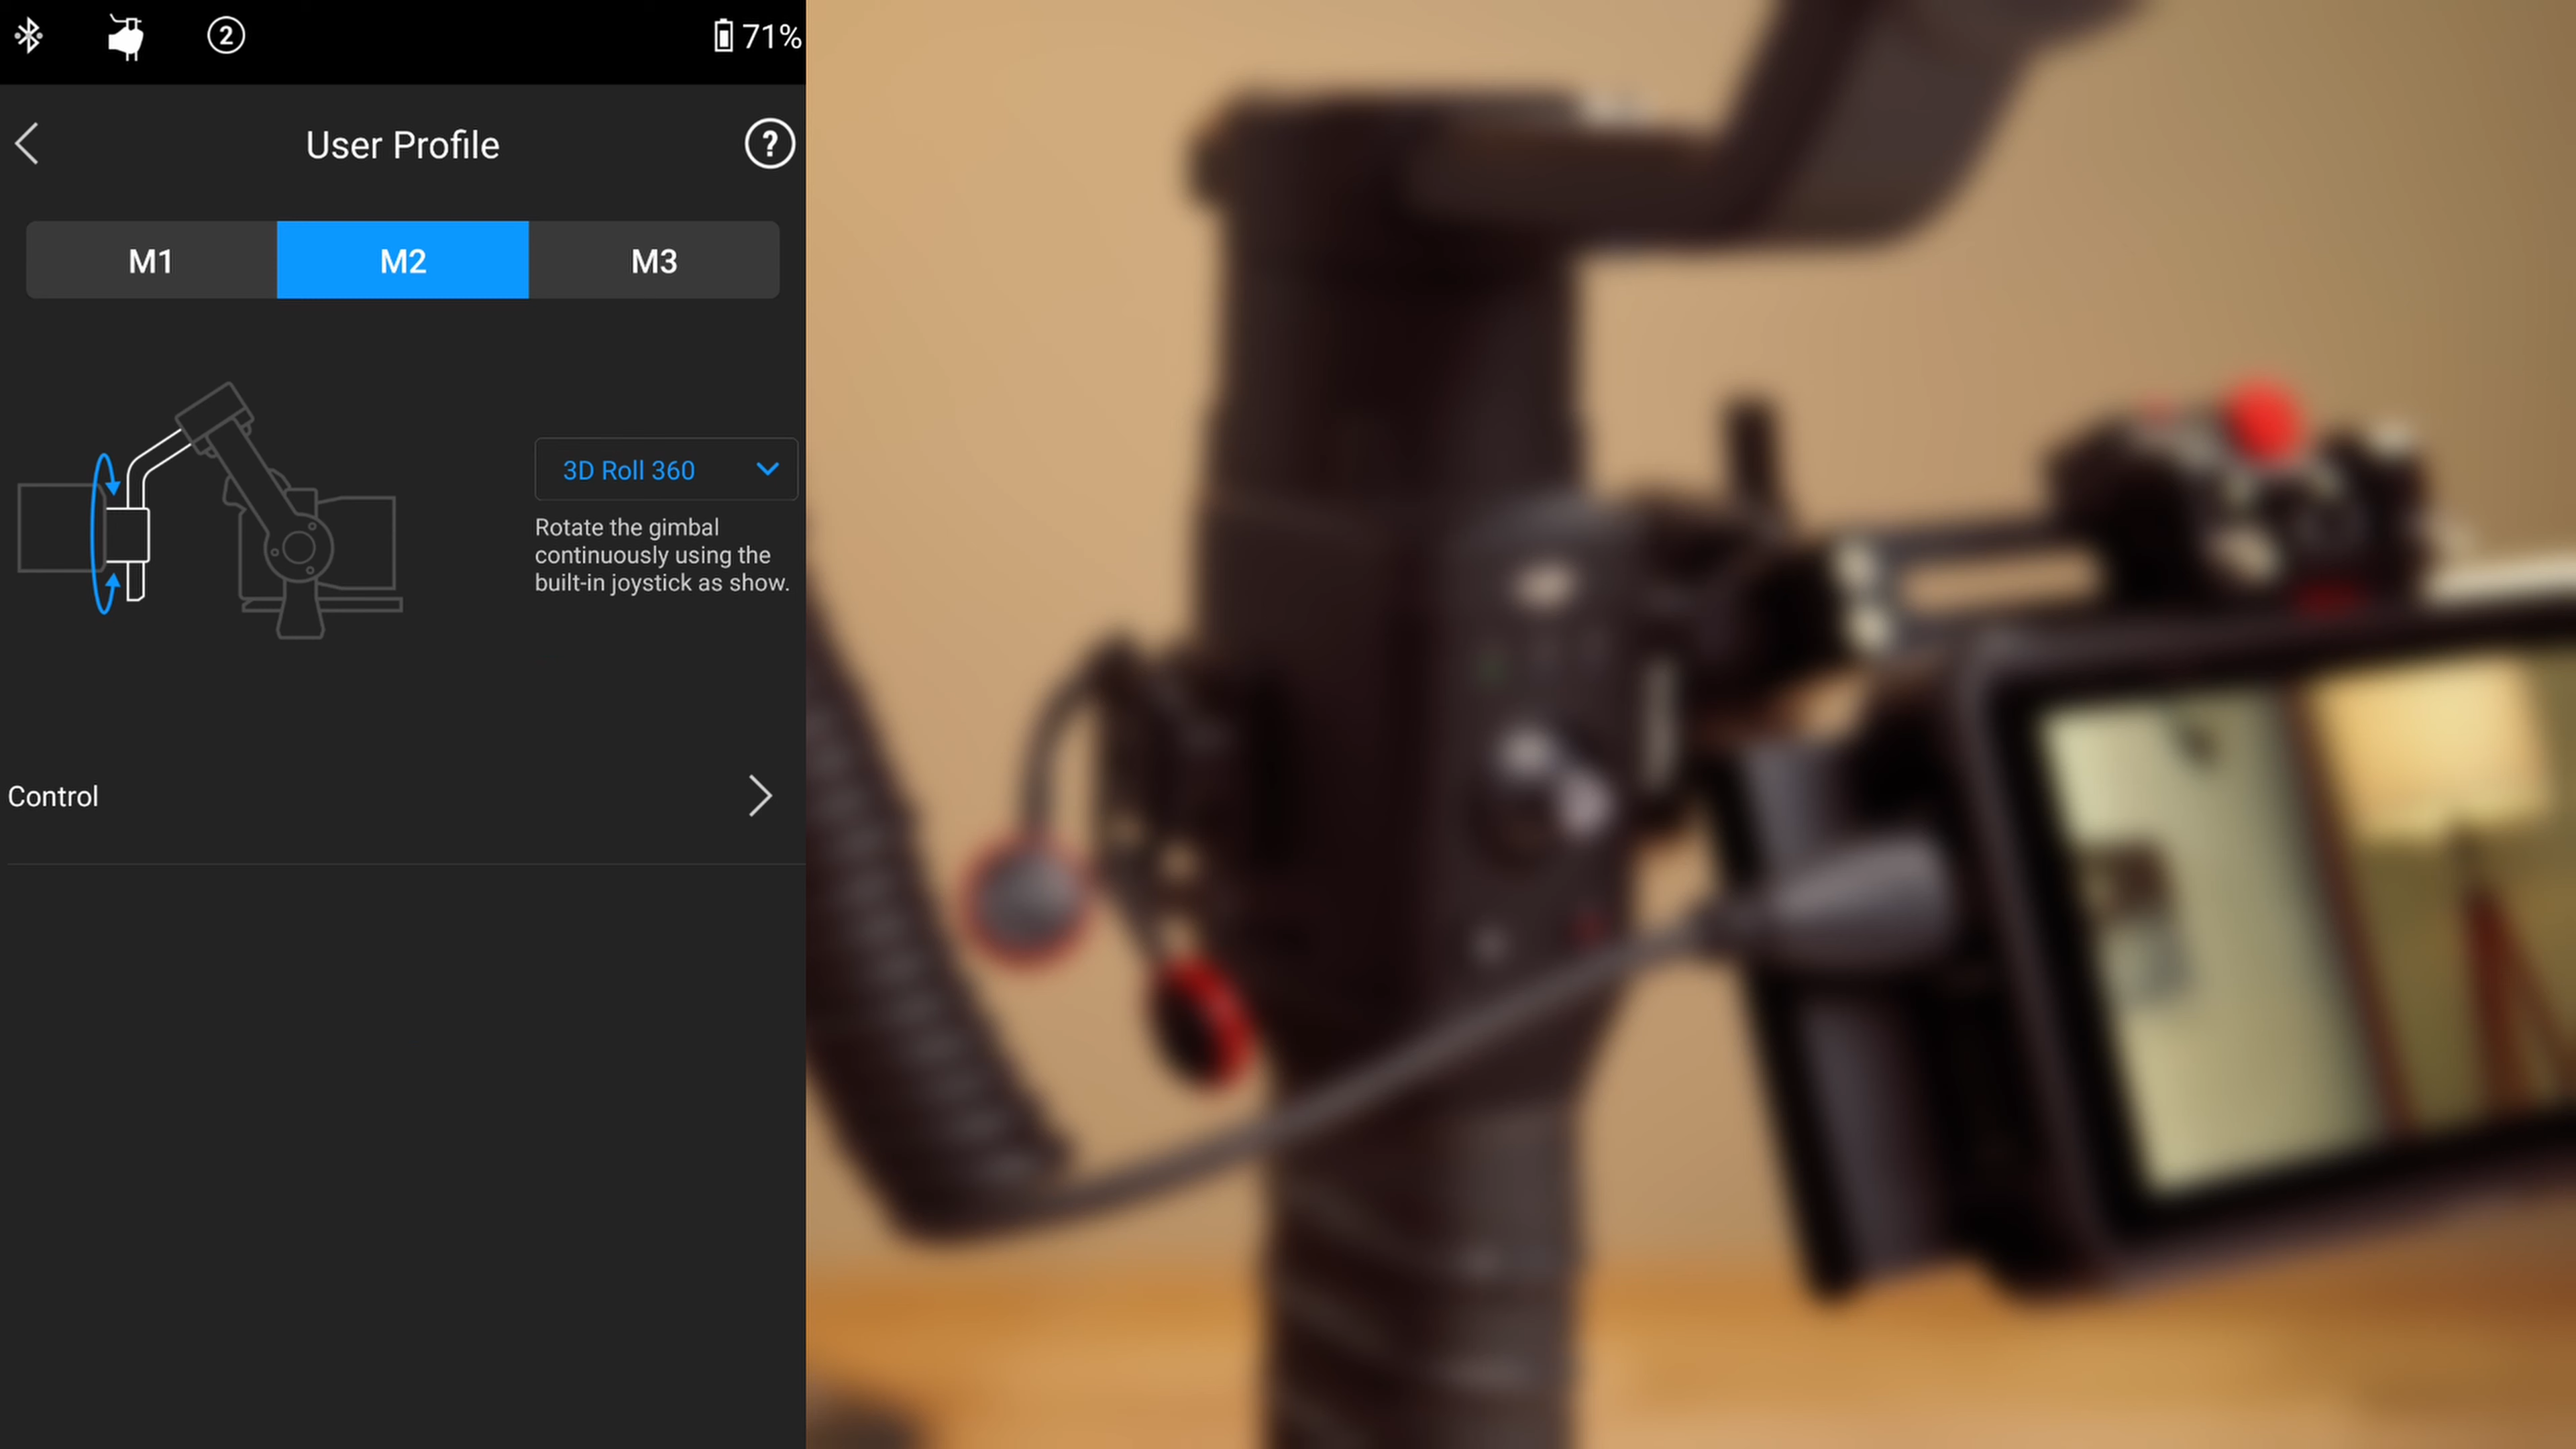 2
71%
User Profile
?
M1
M2
M3
3D Roll 360
Rotate the gimbal
continuously using the
built-in joystick as show.
Control